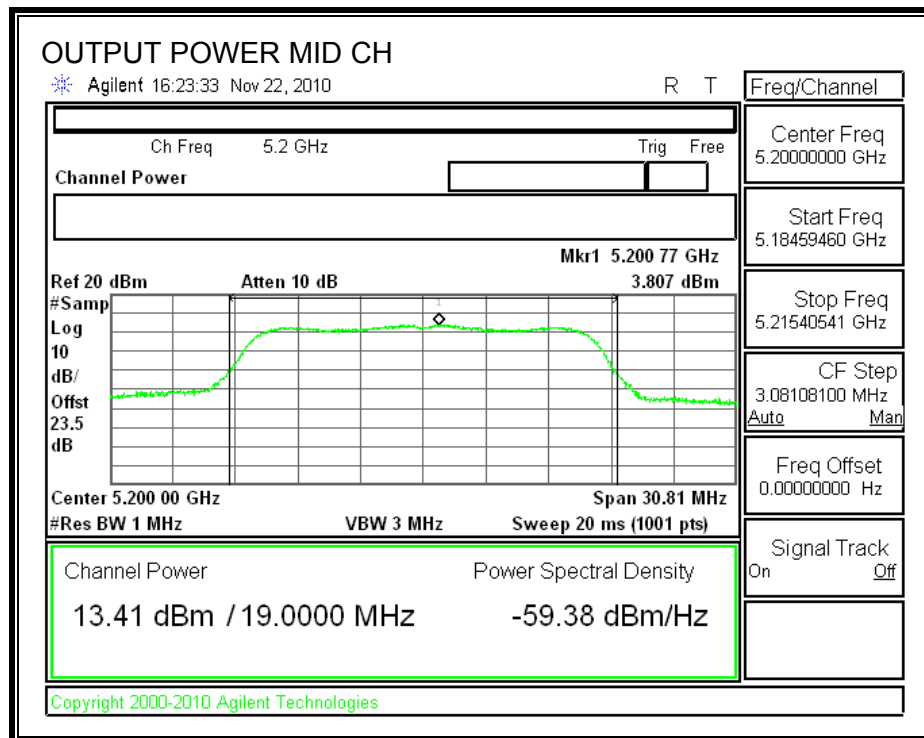 OUTPUT POWER MID CH
Agilent 16:23:33 Nov 22, 2010 R T
Freq/Channel
Ch Freq 5.2 GHz Trig Free
Channel Power
Mkr1 5.200 77 GHz
Ref 20 dBm Atten 10 dB 3.807 dBm
#Samp
Log
10
dB/
Offst
23.5
dB
1
Center 5.200 00 GHz Span 30.81 MHz
#Res BW 1 MHz VBW 3 MHz Sweep 20 ms (1001 pts)
Channel Power Power Spectral Density
13.41 dBm / 19.0000 MHz -59.38 dBm/Hz
Center Freq
5.20000000 GHz
Start Freq
5.18459460 GHz
Stop Freq
5.21540541 GHz
CF Step
3.08108100 MHz
Auto Man
Freq Offset
0.00000000 Hz
Signal Track
On Off
Copyright 2000-2010 Agilent Technologies